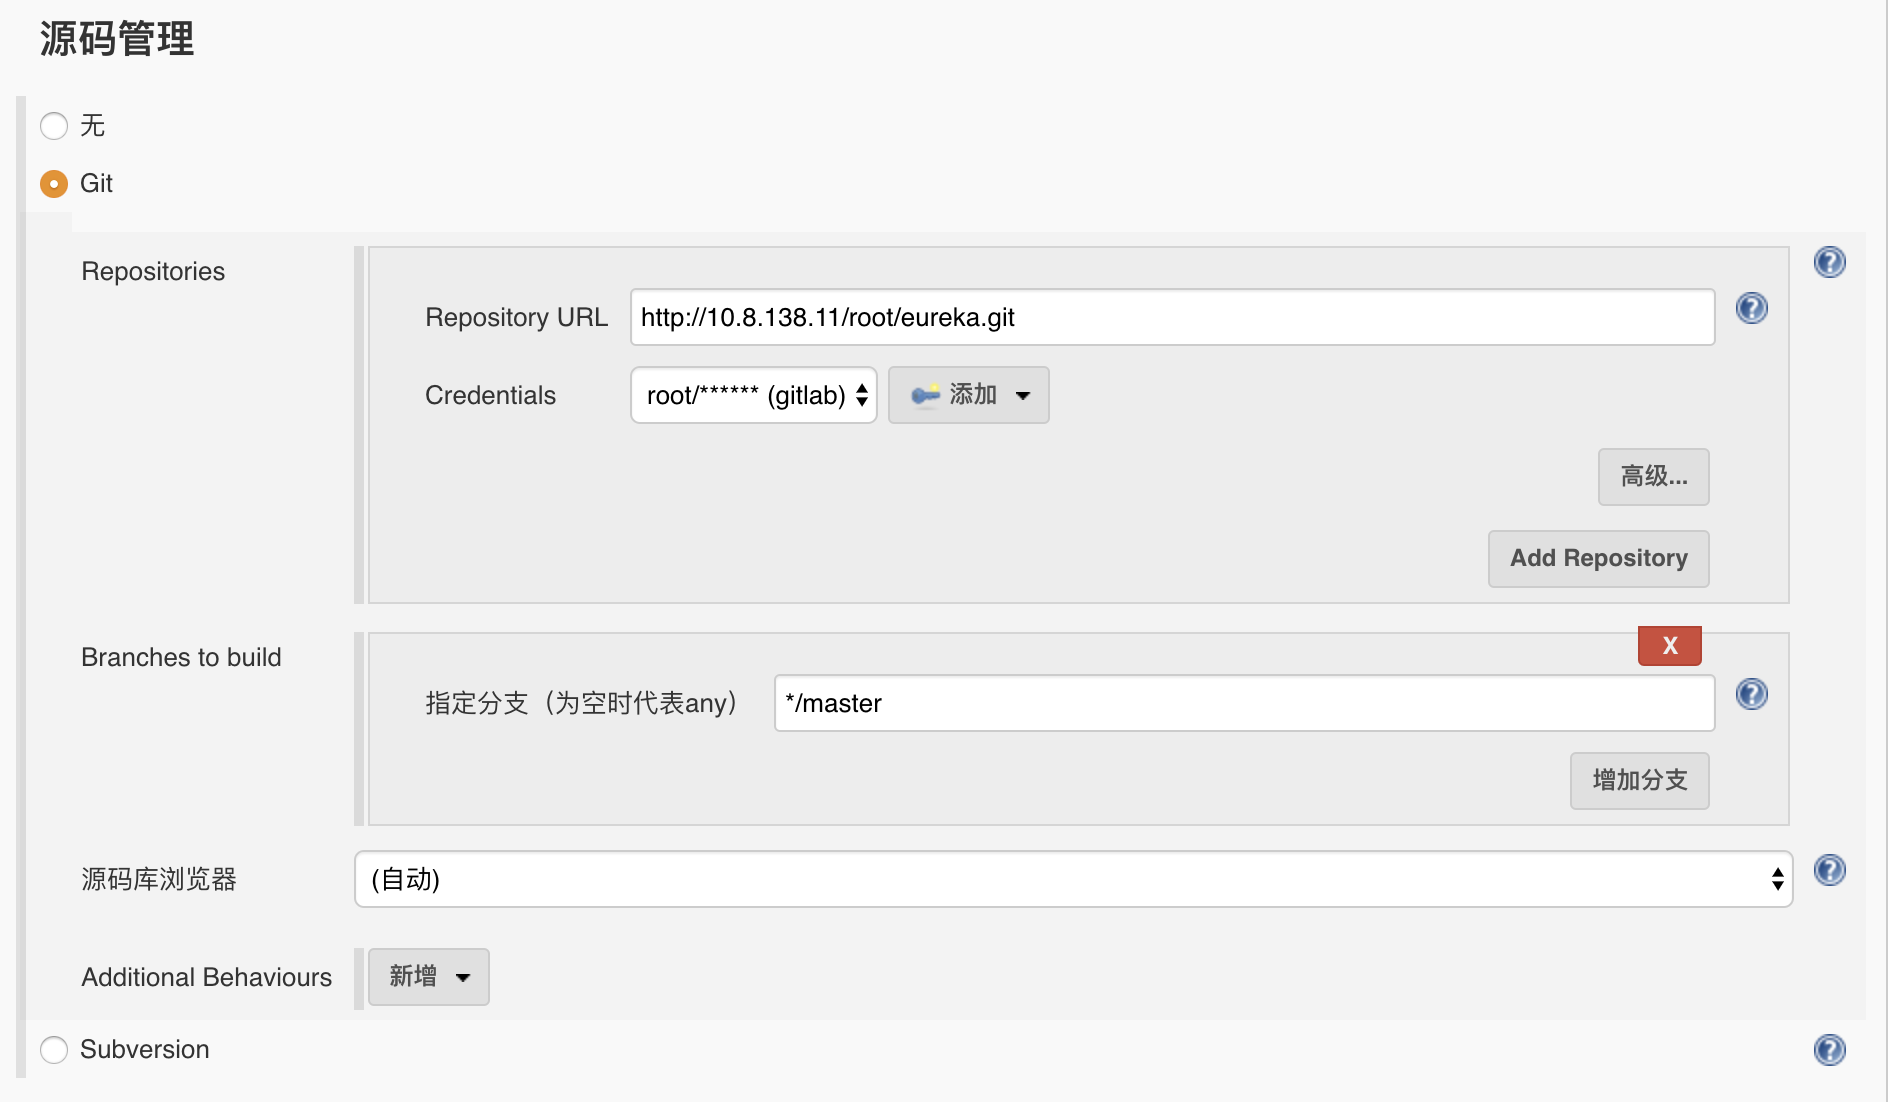 源码管理
无
Git
Repositories
Repository URL http://10.8.138.11/root/eureka.git
Credentials root/****** (gitlab) 添加
高级...
Add Repository
Branches to build
X
指定分支（为空时代表any） */master
增加分支
源码库浏览器 (自动)
Additional Behaviours 新增
Subversion